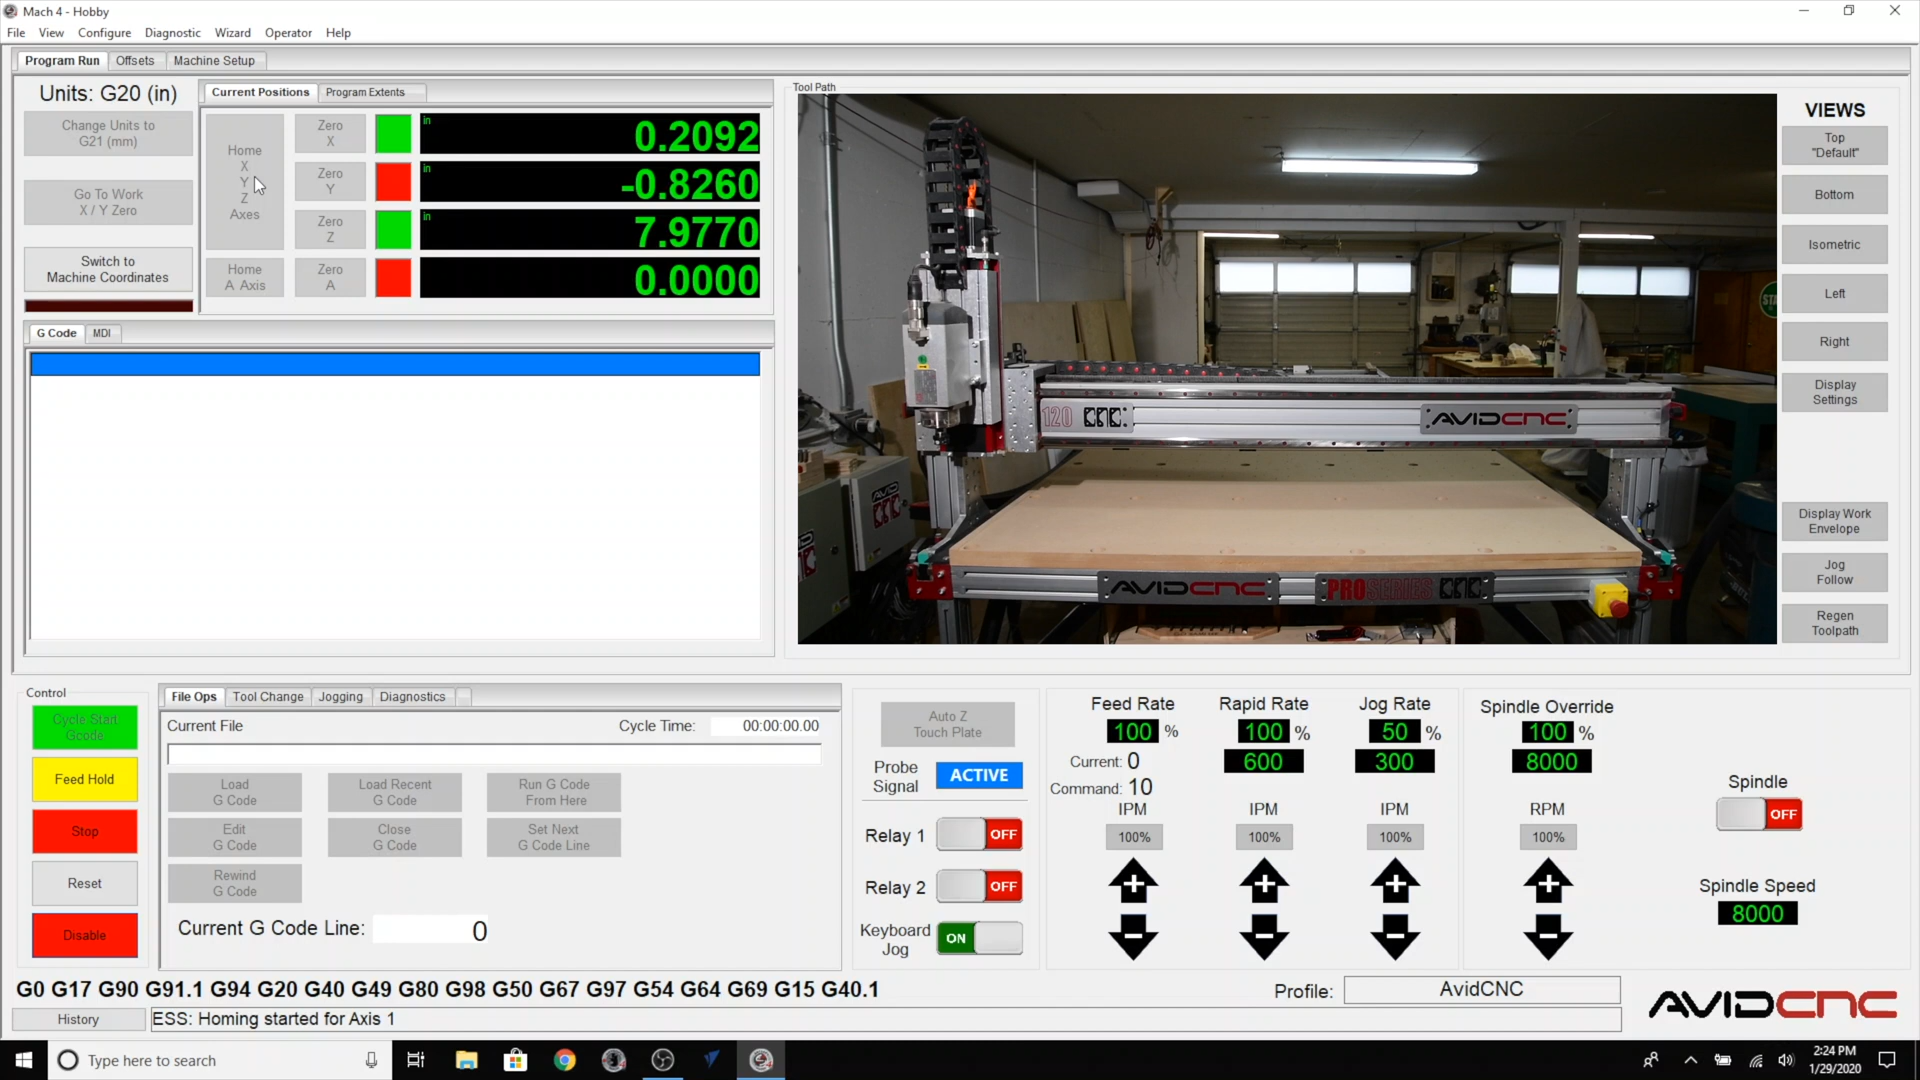 Mach 4 - Hobby
File View Configure Diagnostic Wizard Operator Help
Program Run Offsets Machine Setup
Units: G20 (in)
Change Units to
G21 (mm)
Go To Work
X / Y Zero
Switch to
Machine Coordinates
Current Positions Program Extents
Home
X
Y
Z
Axes
Zero
X
in
0.2092
Zero
Y
in
-0.8260
Zero
Z
in
7.9770
Home
A Axis
Zero
A
0.0000
G Code MDI
Tool Path
120 CNC
AVIDCNC
AVID
CNC
AVIDCNC
PROSERIES CNC
STA
VIEWS
Top
"Default"
Bottom
Isometric
Left
Right
Display
Settings
Display Work
Envelope
Jog
Follow
Regen
Toolpath
Control
Cycle Start
Gcode
Feed Hold
Stop
Reset
Disable
File Ops Tool Change Jogging Diagnostics
Current File
Cycle Time: 00:00:00.00
Load
G Code
Load Recent
G Code
Run G Code
From Here
Edit
G Code
Close
G Code
Set Next
G Code Line
Rewind
G Code
Current G Code Line: 0
Auto Z
Touch Plate
Probe
Signal
ACTIVE
Relay 1 OFF
Relay 2 OFF
Keyboard
Jog
ON
Feed Rate
100 %
Current: 0
Command: 10
IPM
100%
Rapid Rate
100 %
600
IPM
100%
Jog Rate
50 %
300
IPM
100%
Spindle Override
100 %
8000
RPM
100%
Spindle
OFF
Spindle Speed
8000
G0 G17 G90 G91.1 G94 G20 G40 G49 G80 G98 G50 G67 G97 G54 G64 G69 G15 G40.1
Profile: AvidCNC
AVIDCNC
History
ESS: Homing started for Axis 1
Type here to search
2:24 PM
1/29/2020